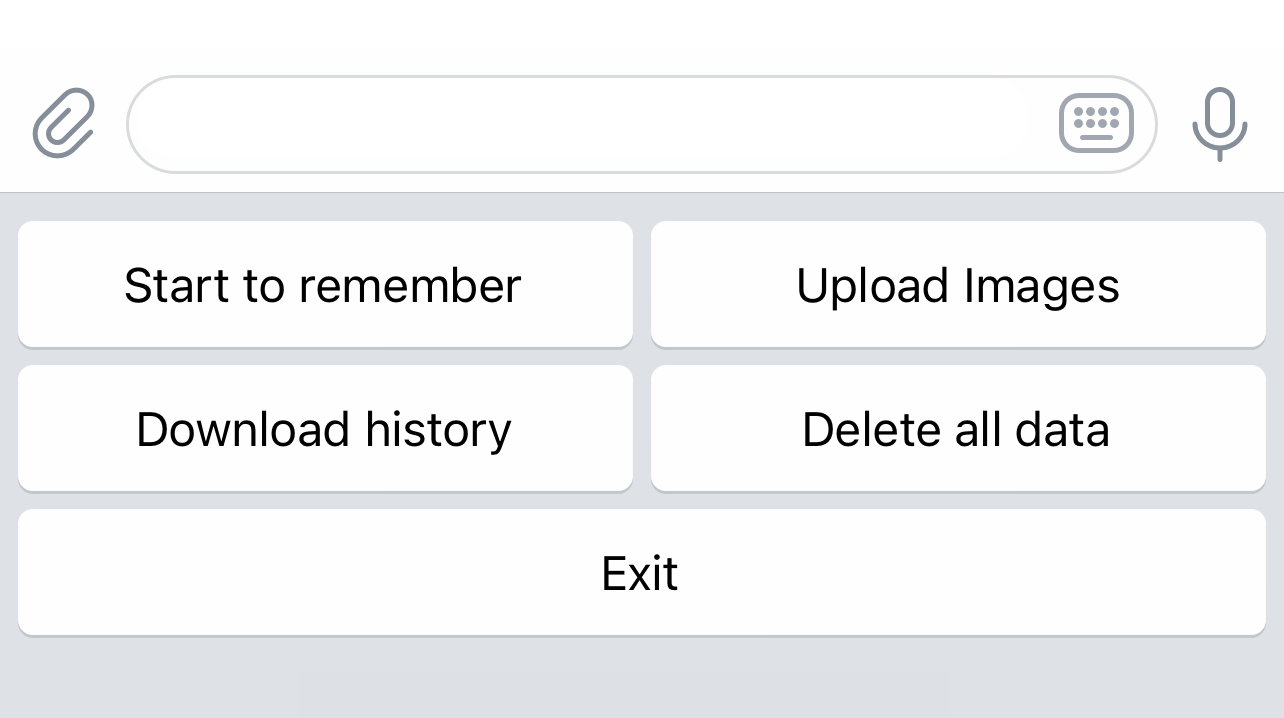 Start to remember
Upload Images
Download history
Delete all data
Exit